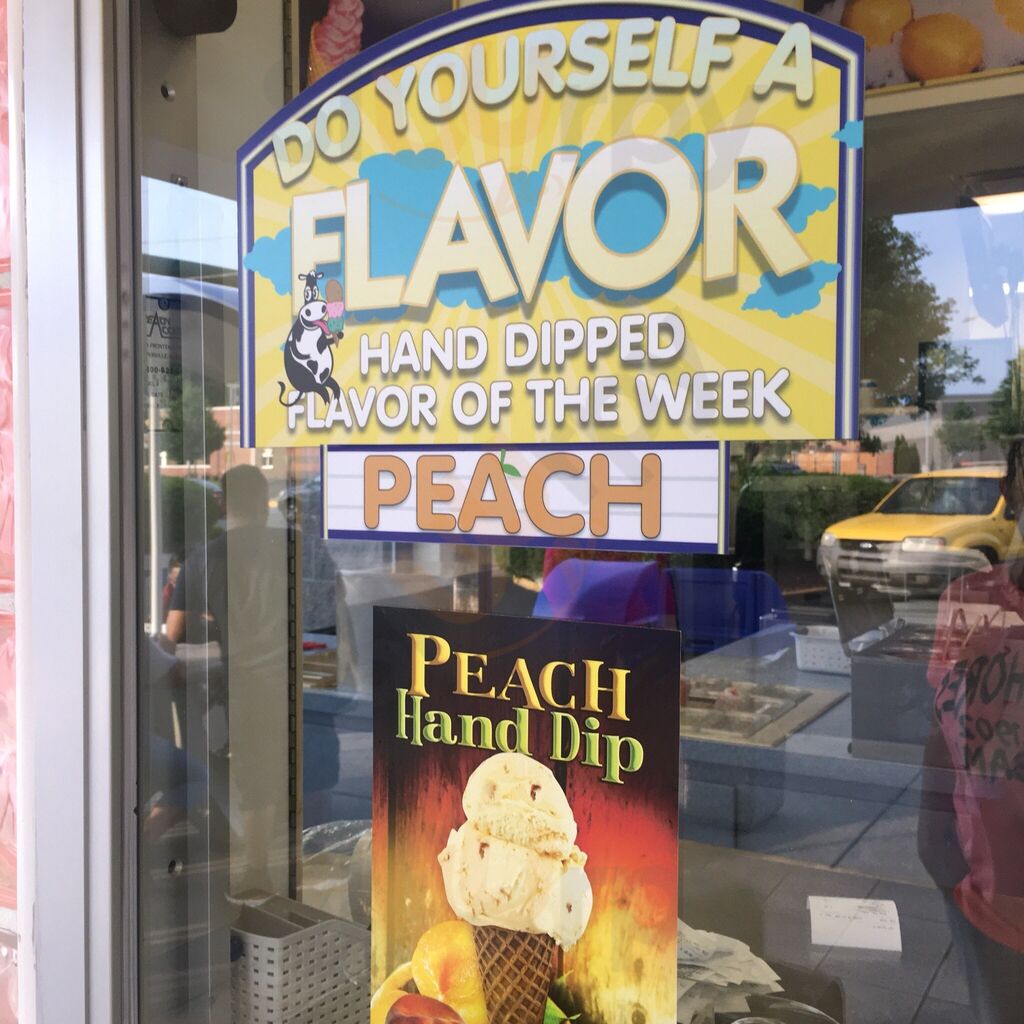 DO YOURSELF A
FLAVOR
HAND DIPPED
FLAVOR OF THE WEEK
PEACH
PEACH
Hand Dip